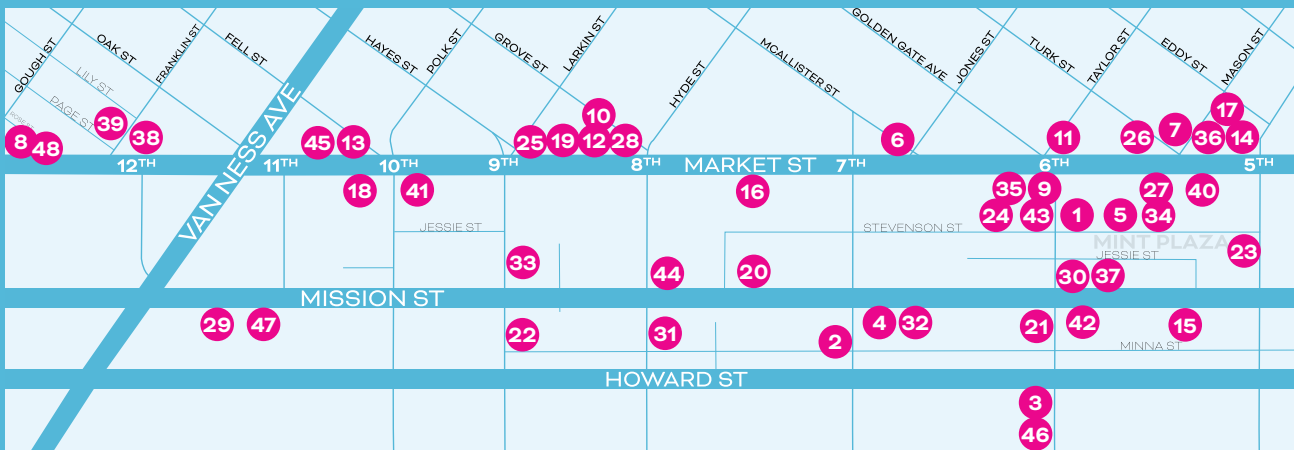 GOUGH ST
OAK ST
LILY ST
PAGE ST
FRANKLIN ST
FELL ST
VAN NESS AVE
HAYES ST
POLK ST
GROVE ST
LARKIN ST
HYDE ST
MCALLISTER ST
GOLDEN GATE AVE
JONES ST
TURK ST
TAYLOR ST
EDDY ST
MASON ST
8
48
39
38
45
13
25
19
10
12
28
6
11
26
7
36
17
14
12TH
11TH
10TH
9TH
8TH
MARKET ST
7TH
6TH
5TH
18
41
16
35
9
27
40
24
43
1
5
34
JESSIE ST
STEVENSON ST
MINT PLAZA
JESSIE ST
23
33
44
20
30
37
MISSION ST
29
47
22
31
2
4
32
21
42
15
MINNA ST
HOWARD ST
3
46